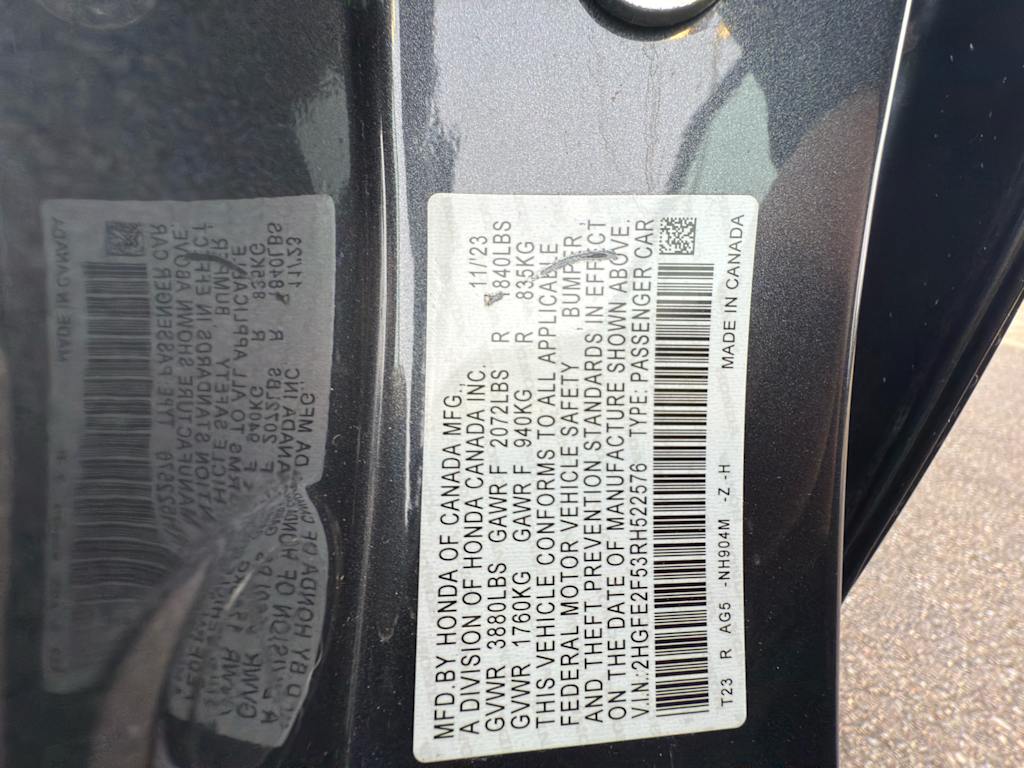 MFD.BY HONDA OF CANADA MFG., 11/23
A DIVISION OF HONDA CANADA INC.
GVWR 3880LBS GAWR F 2072LBS R 1840LBS
GVWR 1760KG GAWR F 940KG R 835KG
THIS VEHICLE CONFORMS TO ALL APPLICABLE
FEDERAL MOTOR VEHICLE SAFETY, BUMPER,
AND THEFT PREVENTION STANDARDS IN EFFECT
ON THE DATE OF MANUFACTURE SHOWN ABOVE.
V.I.N.:2HGFE2F53RH522576 TYPE: PASSENGER CAR
T23 R AG5 -NH904M -Z -H MADE IN CANADA